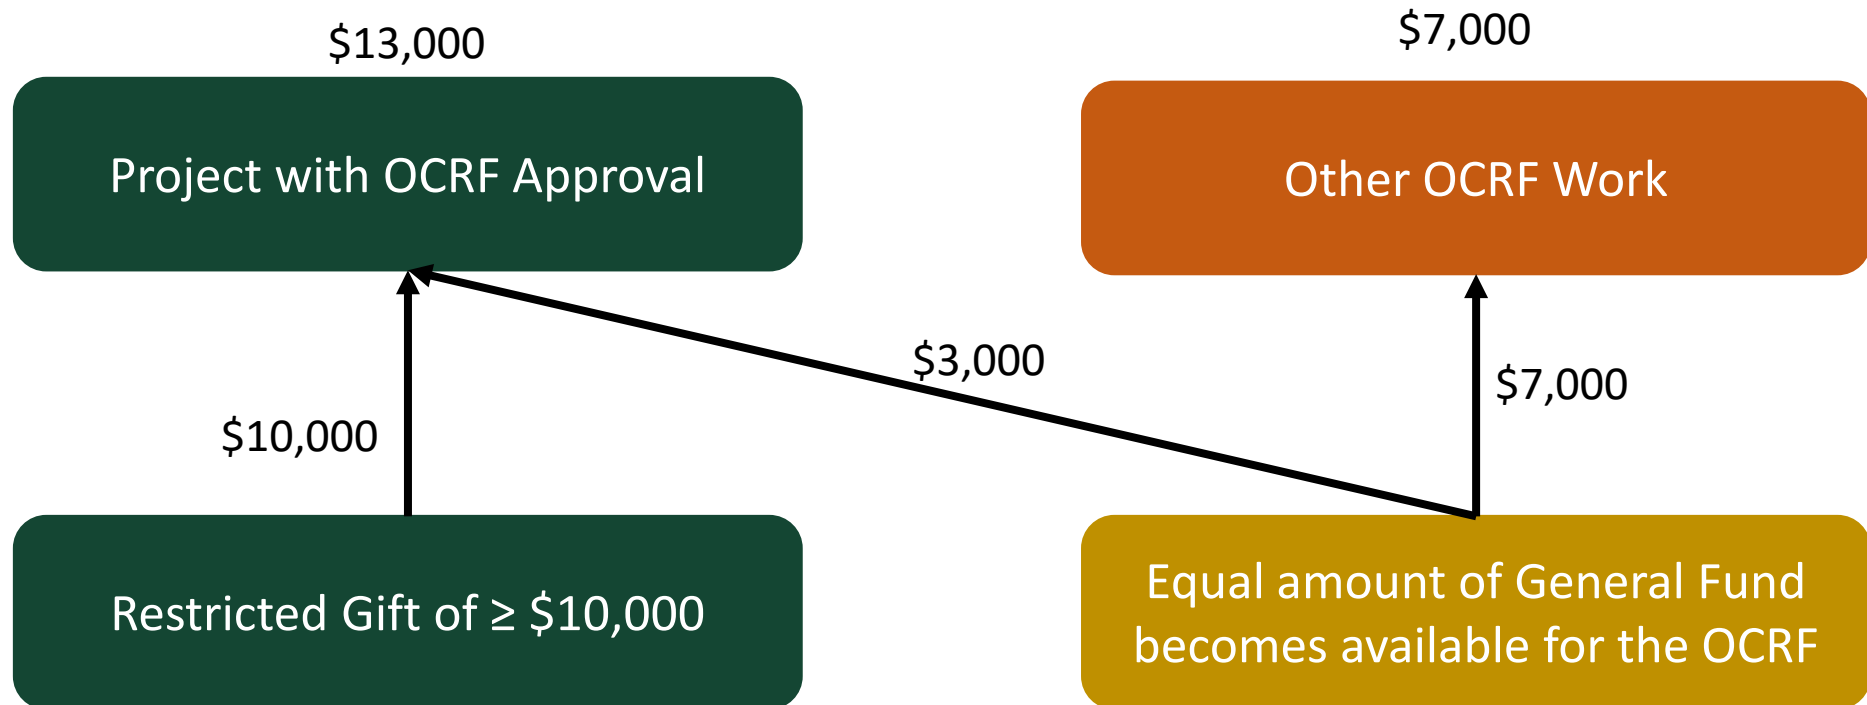 $13,000
$7,000
Project with OCRF Approval
Other OCRF Work
$3,000
$7,000
$10,000
Restricted Gift of ≥ $10,000
Equal amount of General Fund
becomes available for the OCRF